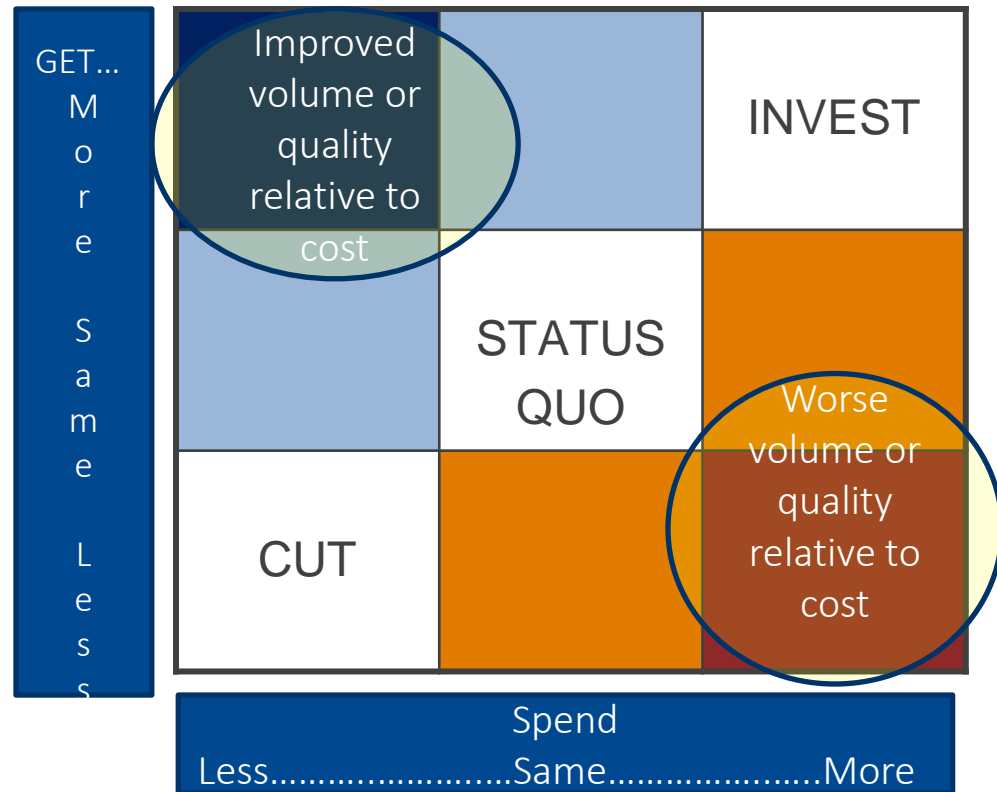 GET...
M
o
r
e
S
a
m
e
L
e
s
s
Improved
volume or
quality
relative to
cost
INVEST
STATUS
QUO
Worse
volume or
quality
relative to
cost
CUT
Spend
Less.......................Same.....................More